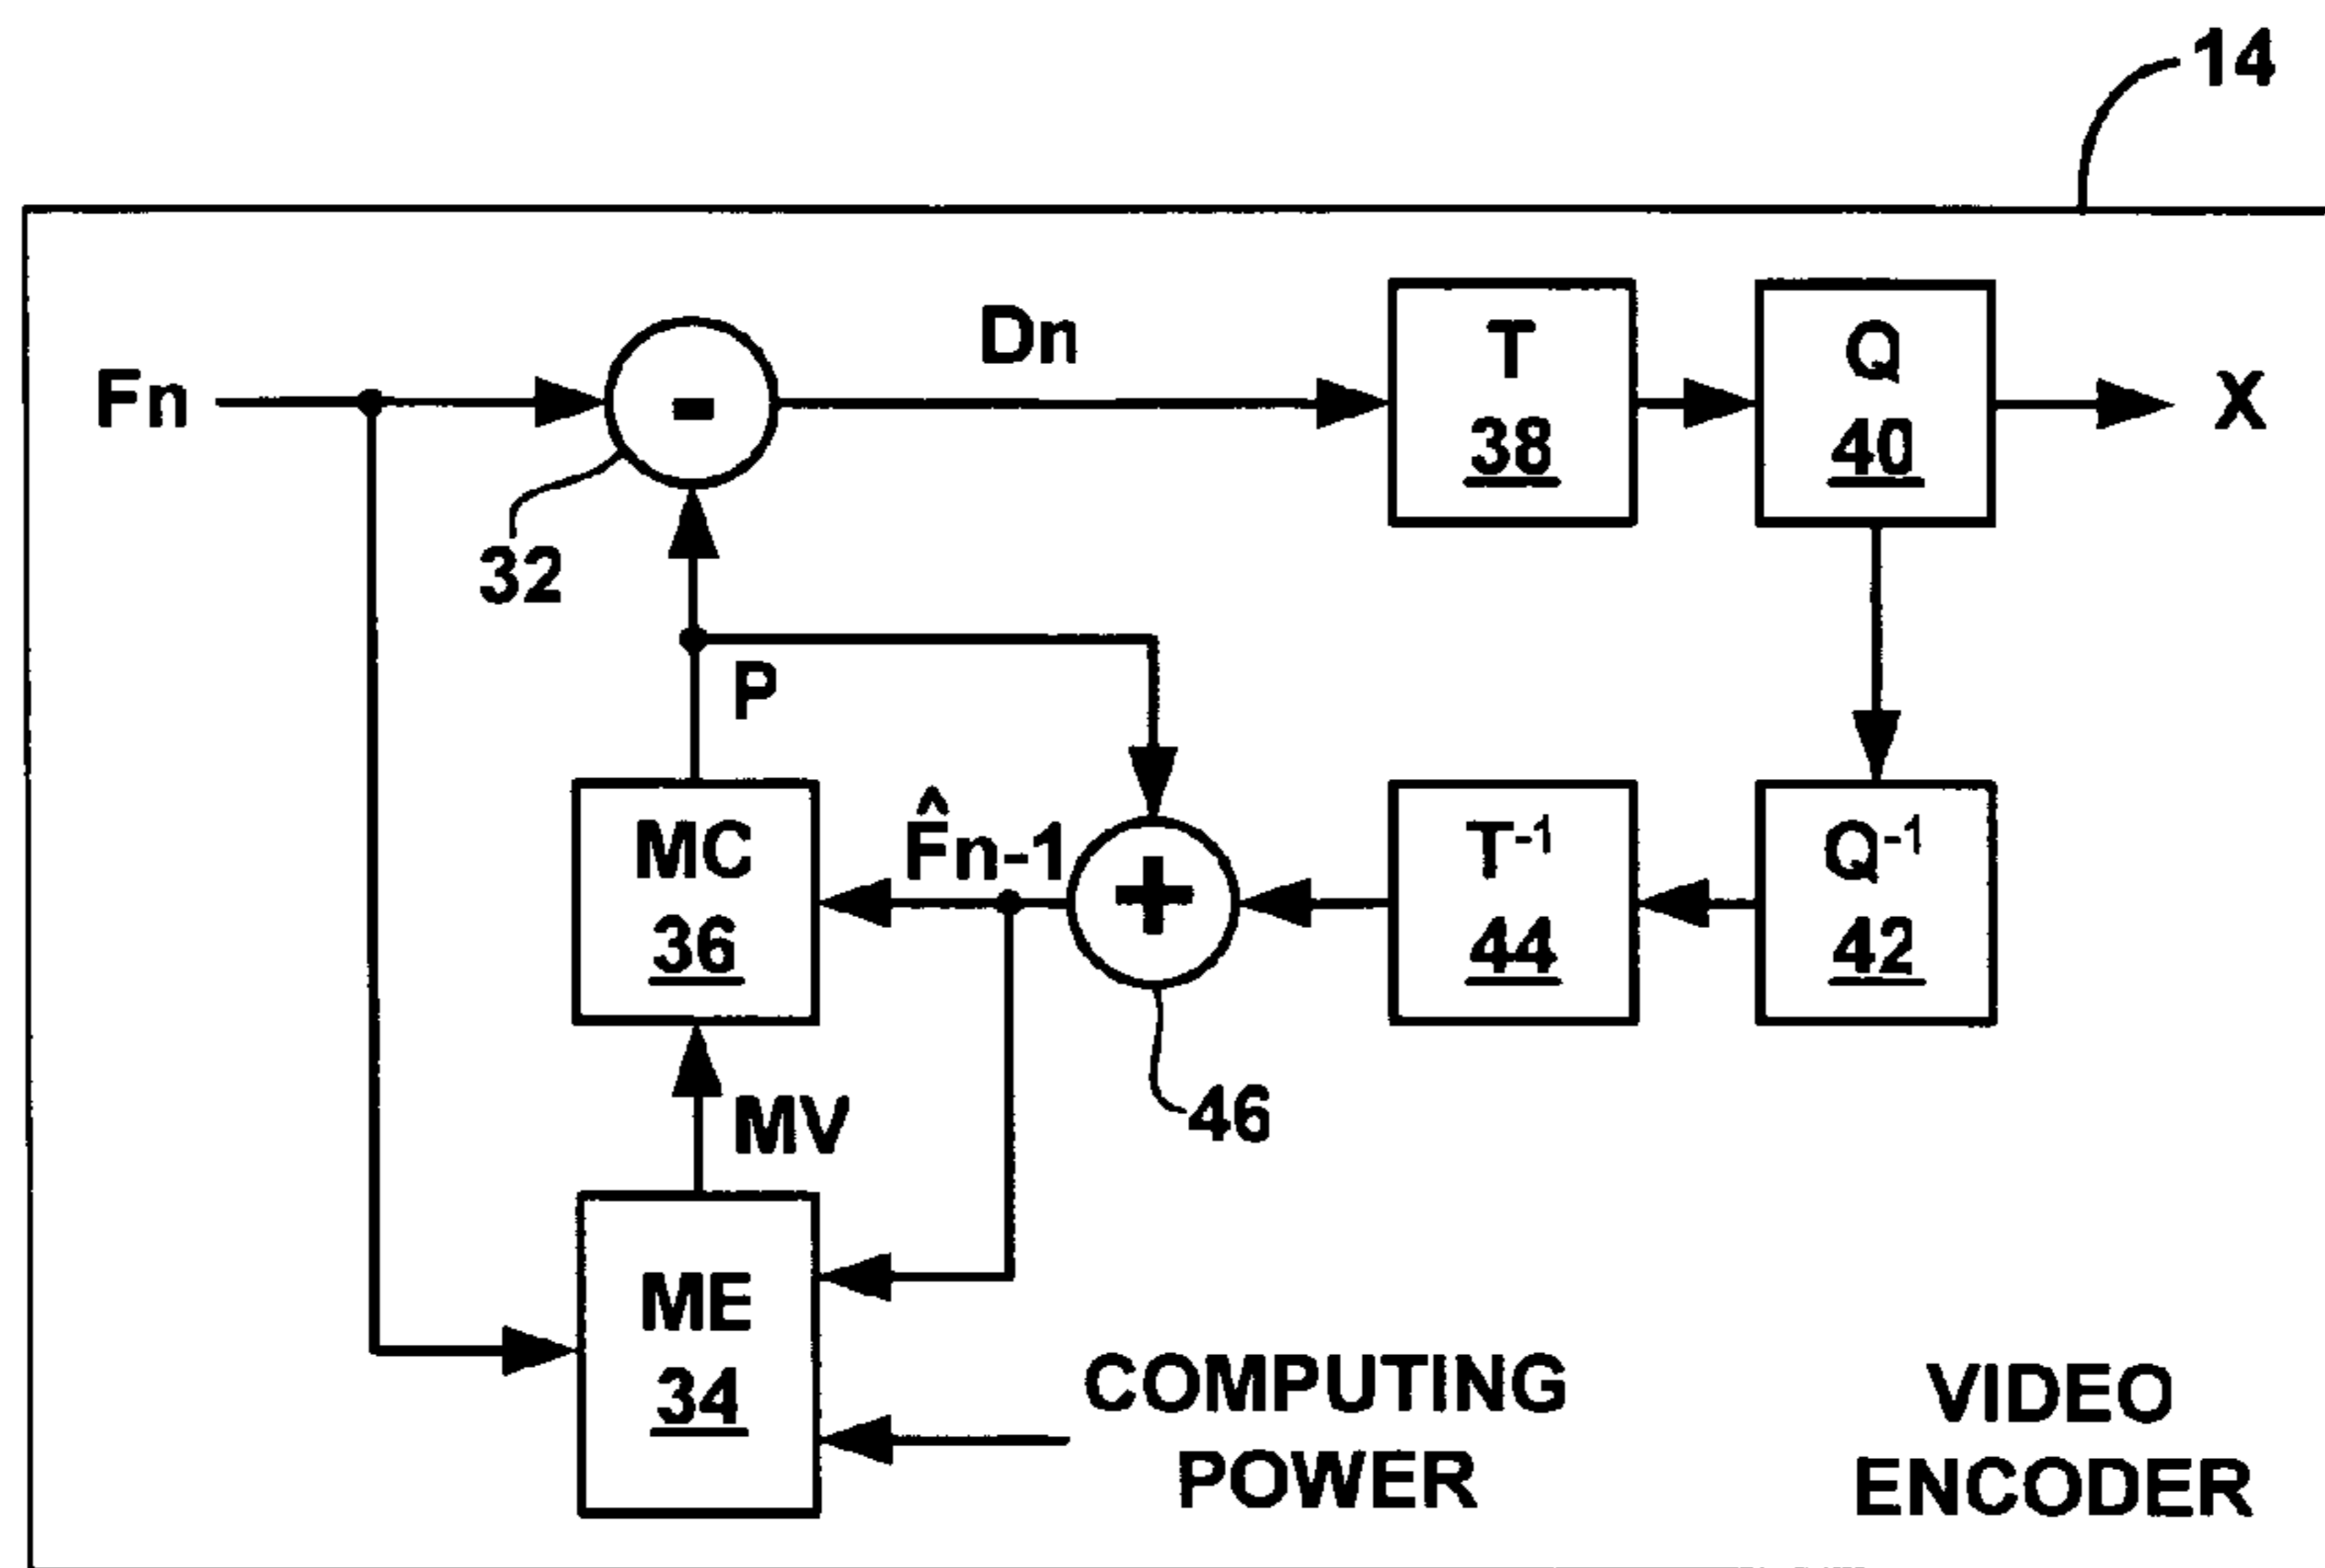 14
Fn
-
Dn
T
38
Q
40
X
32
P
MC
36
F̂n-1
+
T-1
44
Q-1
42
MV
46
ME
34
COMPUTING
POWER
VIDEO
ENCODER